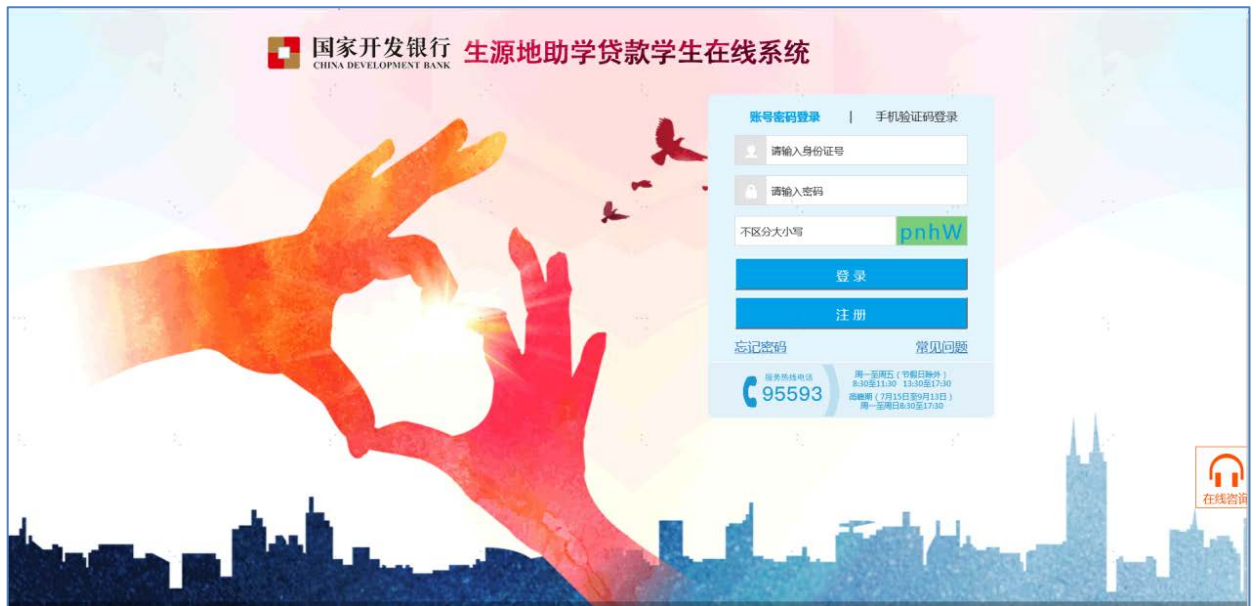 国家开发银行 生源地助学贷款学生在线系统
CHINA DEVELOPMENT BANK
账号密码登录 | 手机验证码登录
请输入身份证号
请输入密码
不区分大小写 pnhW
登 录
注 册
忘记密码 常见问题
服务热线电话
95593
周一至周五（节假日除外）
8:30至11:30 13:30至17:30
高峰期（7月15日至9月13日）
周一至周日8:30至17:30
在线咨询